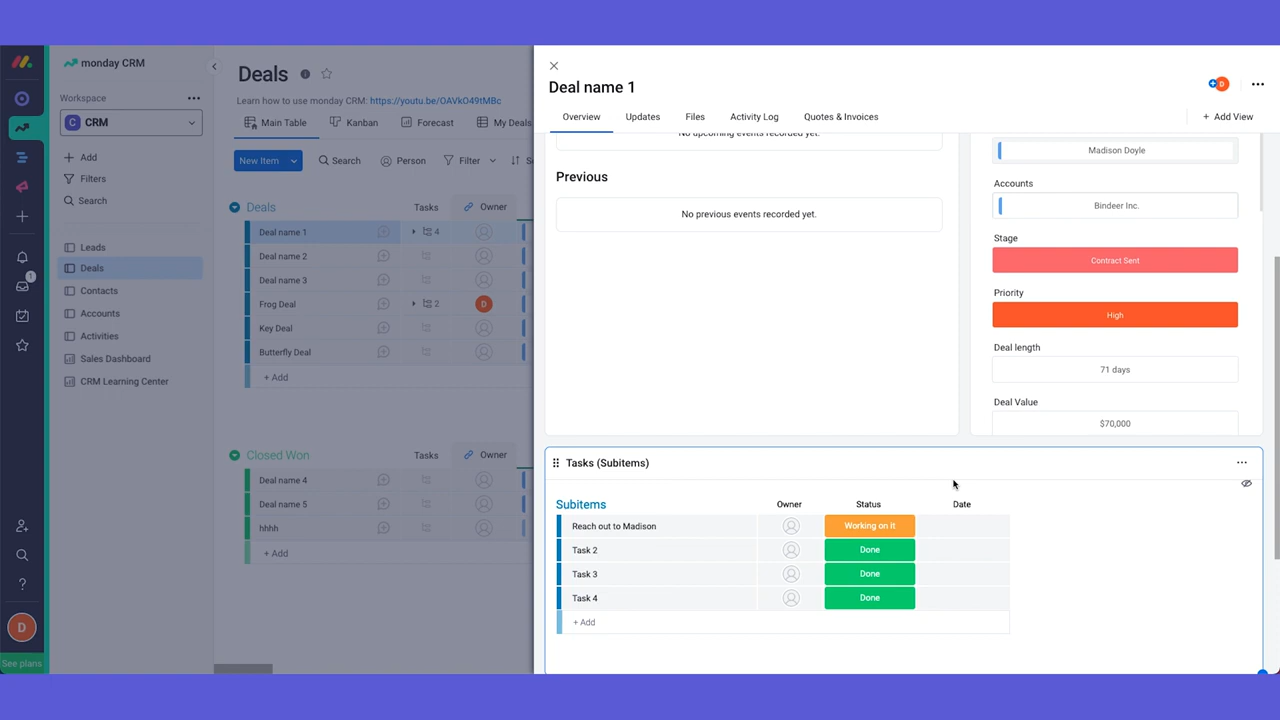 monday CRM
Workspace
C CRM
Add
Filters
Search
Leads
Deals
Contacts
Accounts
Activities
Sales Dashboard
CRM Learning Center
1
D
See plans
Deals
Learn how to use monday CRM: https://youtu.be/OAVkO49tMBc
Main Table
Kanban
Forecast
My Deals
New Item
Search
Person
Filter
Deals
Tasks
Owner
Deal name 1
4
Deal name 2
Deal name 3
Frog Deal
2
D
Key Deal
Butterfly Deal
+ Add
Closed Won
Tasks
Owner
Deal name 4
Deal name 5
hhhh
+ Add
Deal name 1
D
Overview
Updates
Files
Activity Log
Quotes & Invoices
+ Add View
No upcoming events recorded yet.
Previous
No previous events recorded yet.
Madison Doyle
Accounts
Bindeer Inc.
Stage
Contract Sent
Priority
High
Deal length
71 days
Deal Value
$70,000
Tasks (Subitems)
Subitems
Owner
Status
Date
Reach out to Madison
Working on it
Task 2
Done
Task 3
Done
Task 4
Done
+ Add